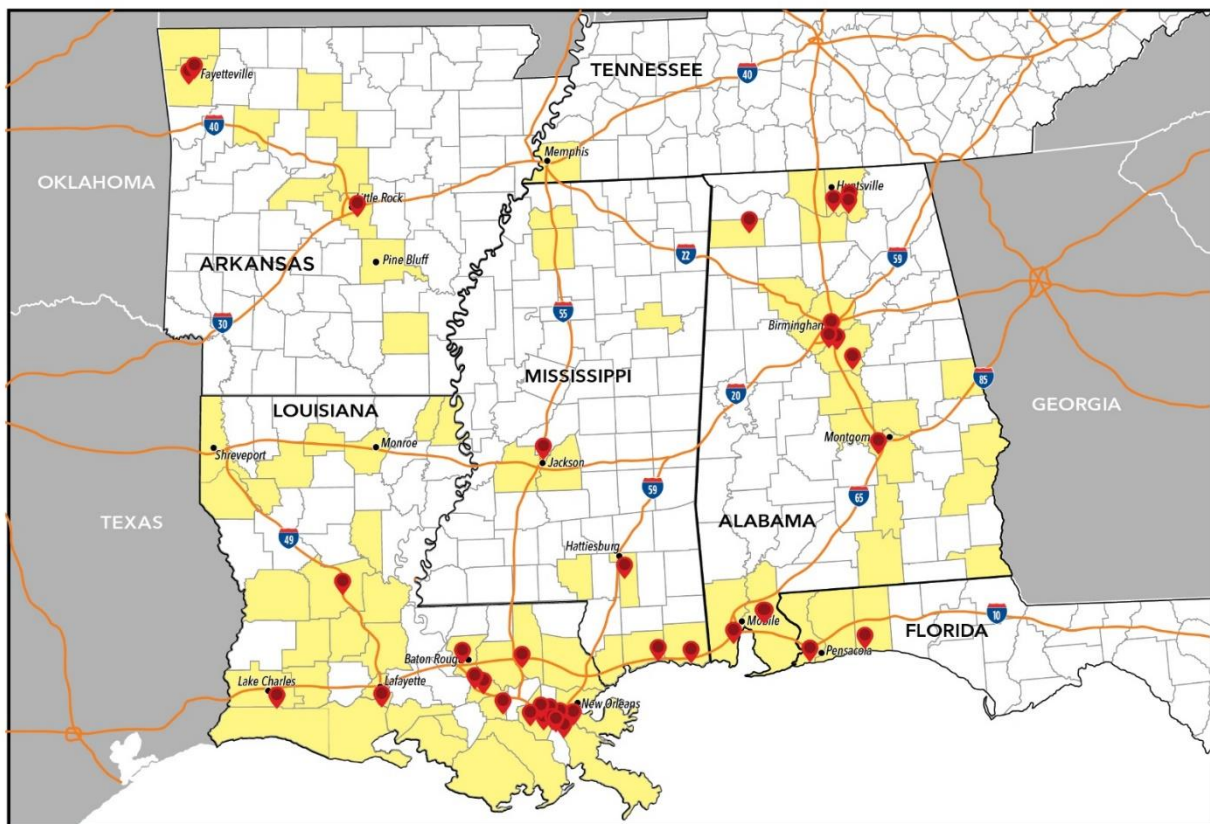 TENNESSEE
40
Fayetteville
40
Memphis
OKLAHOMA
Huntsville
Little Rock
ARKANSAS
Pine Bluff
22
59
30
55
Birmingham
MISSISSIPPI
20
85
GEORGIA
LOUISIANA
Shreveport
Monroe
Jackson
Montgom
59
65
TEXAS
49
ALABAMA
Hattiesburg
Mobile
10
FLORIDA
Pensacola
Baton Roug
Lake Charles
Lafayette
New Orleans